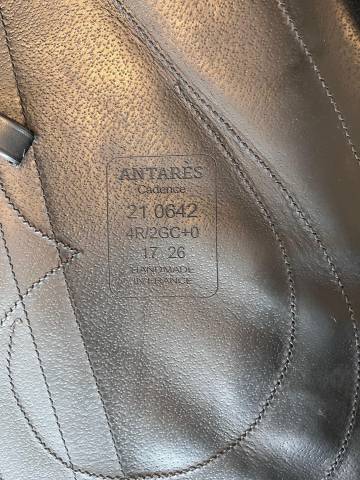 ANTARÈS
Cadence
21 0642
4R/2GC+0
17 26
HANDMADE
IN FRANCE